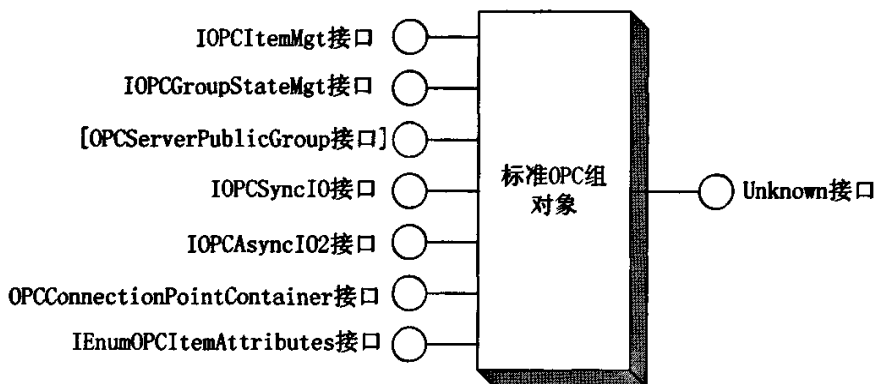 IOPCItemMgt接口
IOPCGroupStateMgt接口
[OPCServerPublicGroup接口]
IOPCSyncIO接口
IOPCAsyncIO2接口
OPCConnectionPointContainer接口
IEnumOPCItemAttributes接口
标准OPC组
对象
Unknown接口